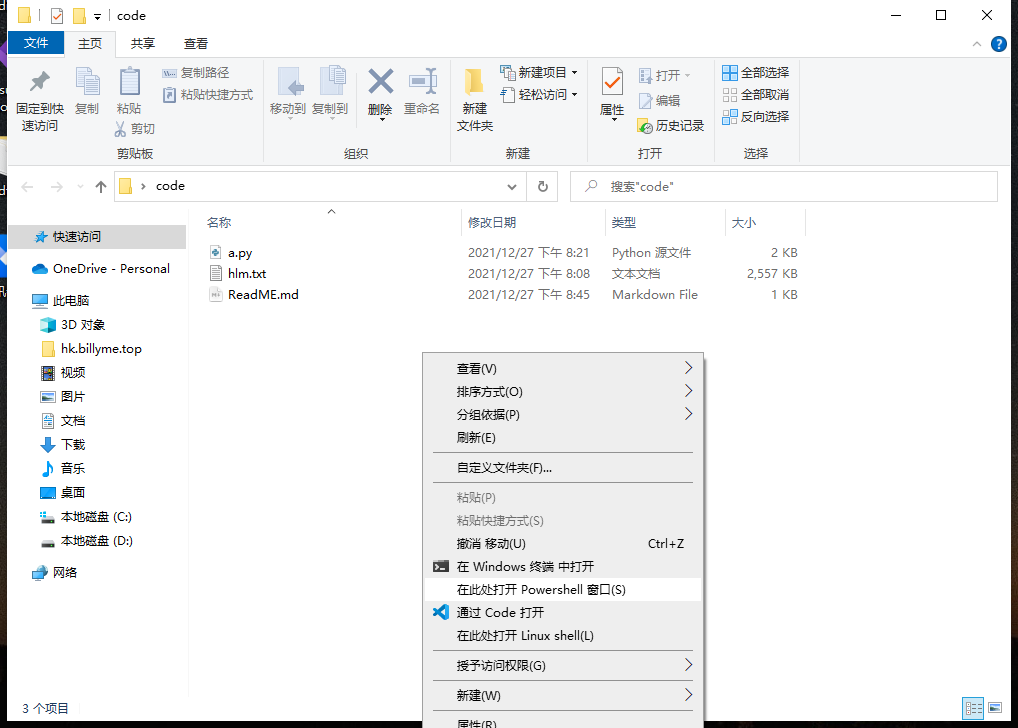 code
文件 主页 共享 查看
固定到快速访问
复制
粘贴
复制路径
粘贴快捷方式
剪切
剪贴板
移动到
复制到
删除
重命名
组织
新建文件夹
新建项目
轻松访问
新建
属性
打开
编辑
历史记录
打开
全部选择
全部取消
反向选择
选择
code
搜索"code"
快速访问
OneDrive - Personal
此电脑
3D 对象
hk.billyme.top
视频
图片
文档
下载
音乐
桌面
本地磁盘 (C:)
本地磁盘 (D:)
网络
名称 修改日期 类型 大小
a.py 2021/12/27 下午 8:21 Python 源文件 2 KB
hlm.txt 2021/12/27 下午 8:08 文本文档 2,557 KB
ReadME.md 2021/12/27 下午 8:45 Markdown File 1 KB
查看(V)
排序方式(O)
分组依据(P)
刷新(E)
自定义文件夹(F)...
粘贴(P)
粘贴快捷方式(S)
撤消 移动(U) Ctrl+Z
在 Windows 终端 中打开
在此处打开 Powershell 窗口(S)
通过 Code 打开
在此处打开 Linux shell(L)
授予访问权限(G)
新建(W)
属性(R)
3 个项目